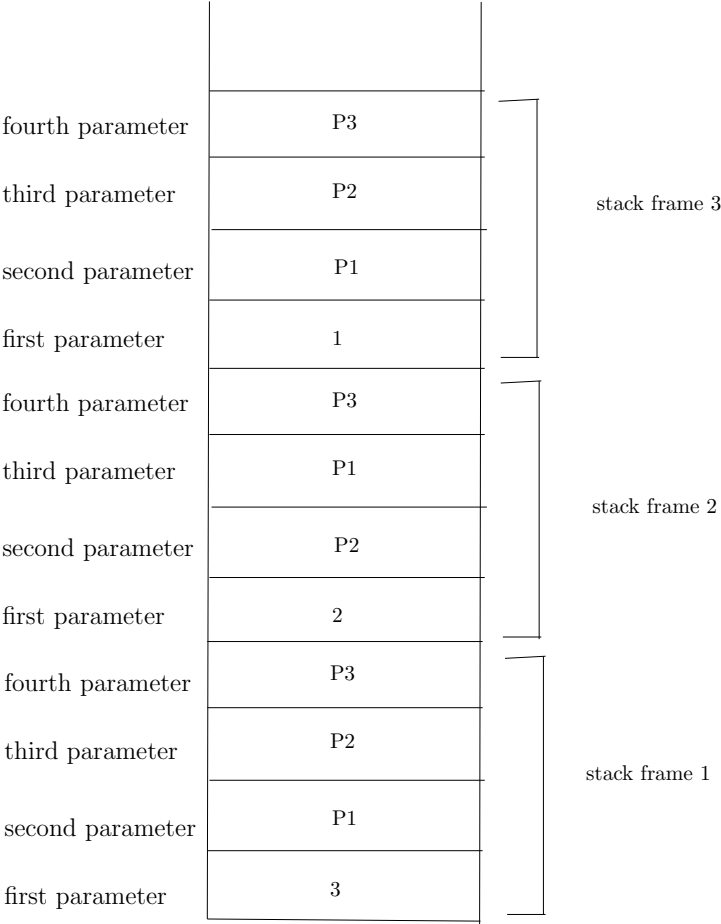 fourth parameter P3
third parameter P2
stack frame 3
second parameter P1
first parameter 1
fourth parameter P3
third parameter P1
stack frame 2
second parameter P2
first parameter 2
fourth parameter P3
third parameter P2
stack frame 1
second parameter P1
first parameter 3